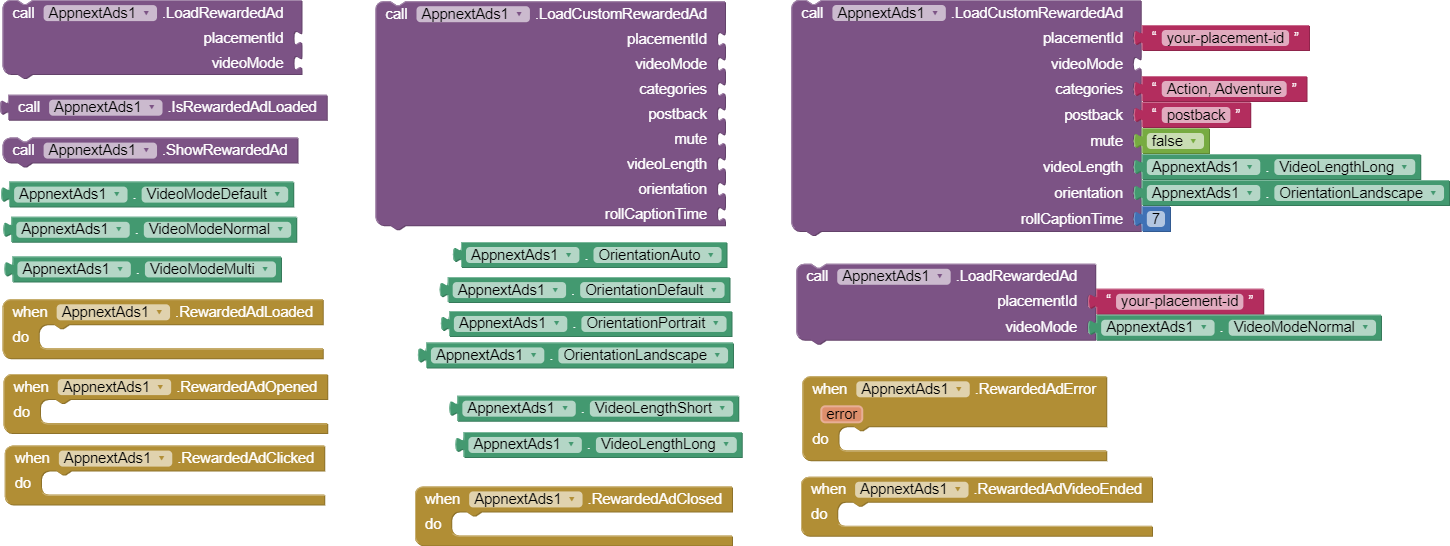 call AppnextAds1 .LoadRewardedAd
placementId
videoMode
call AppnextAds1 .IsRewardedAdLoaded
call AppnextAds1 .ShowRewardedAd
AppnextAds1 . VideoModeDefault
AppnextAds1 . VideoModeNormal
AppnextAds1 . VideoModeMulti
when AppnextAds1 .RewardedAdLoaded
do
when AppnextAds1 .RewardedAdOpened
do
when AppnextAds1 .RewardedAdClicked
do
call AppnextAds1 .LoadCustomRewardedAd
placementId
videoMode
categories
postback
mute
videoLength
orientation
rollCaptionTime
AppnextAds1 . OrientationAuto
AppnextAds1 . OrientationDefault
AppnextAds1 . OrientationPortrait
AppnextAds1 . OrientationLandscape
AppnextAds1 . VideoLengthShort
AppnextAds1 . VideoLengthLong
when AppnextAds1 .RewardedAdClosed
do
call AppnextAds1 .LoadCustomRewardedAd
placementId “ your-placement-id ”
videoMode
categories “ Action, Adventure ”
postback “ postback ”
mute false
videoLength AppnextAds1 . VideoLengthLong
orientation AppnextAds1 . OrientationLandscape
rollCaptionTime 7
call AppnextAds1 .LoadRewardedAd
placementId “ your-placement-id ”
videoMode AppnextAds1 . VideoModeNormal
when AppnextAds1 .RewardedAdError
error
do
when AppnextAds1 .RewardedAdVideoEnded
do